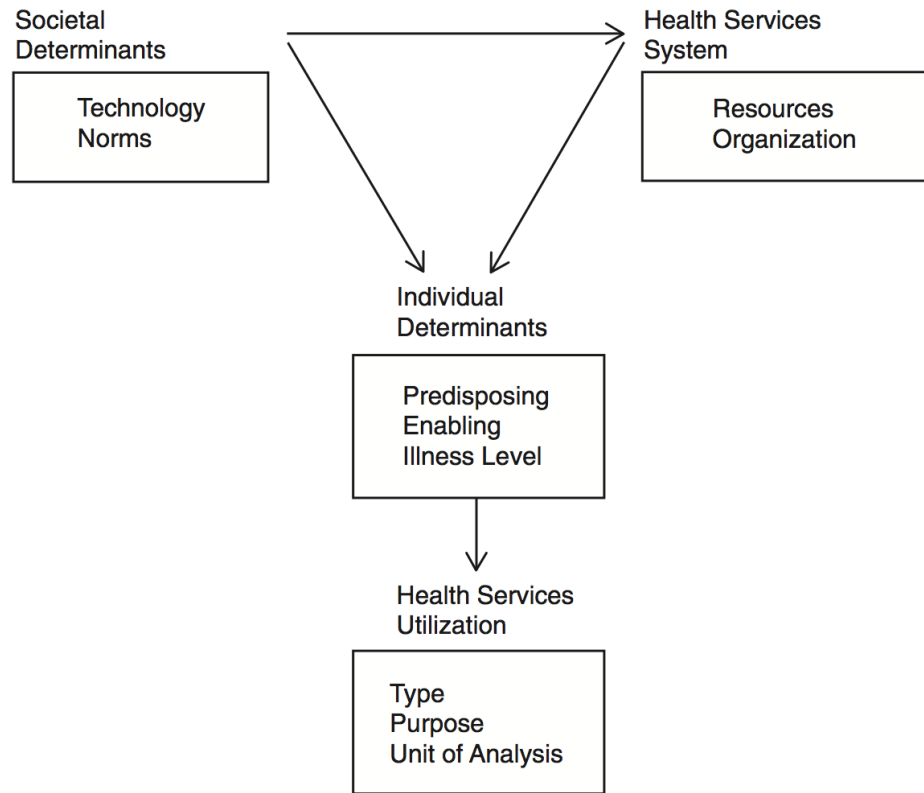 Societal
Determinants
Technology
Norms
Health Services
System
Resources
Organization
Individual
Determinants
Predisposing
Enabling
Illness Level
Health Services
Utilization
Type
Purpose
Unit of Analysis